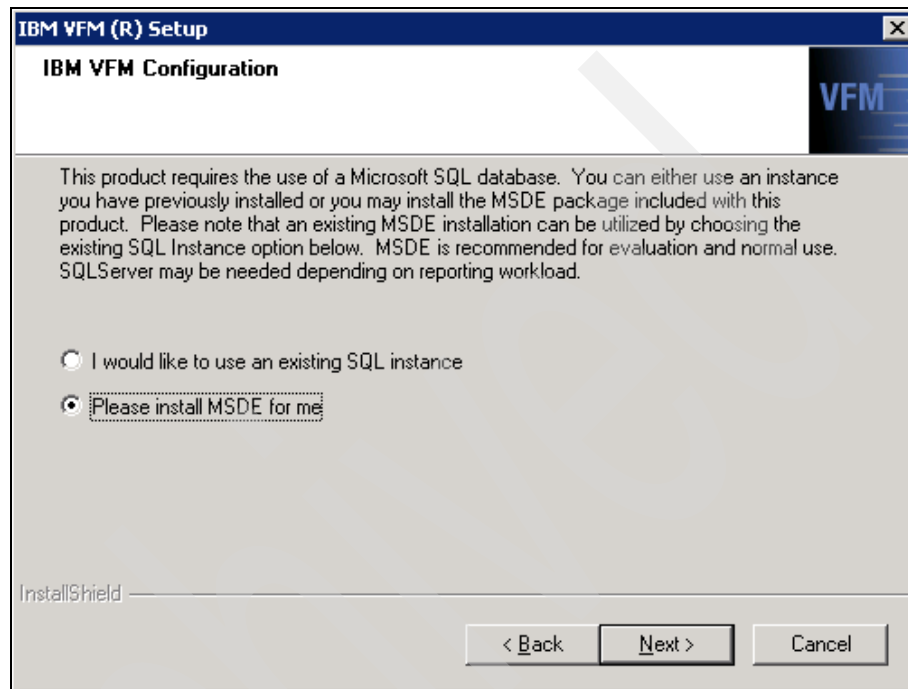 IBM VFM (R) Setup
IBM VFM Configuration
VFM
This product requires the use of a Microsoft SQL database. You can either use an instance
you have previously installed or you may install the MSDE package included with this
product. Please note that an existing MSDE installation can be utilized by choosing the
existing SQL Instance option below. MSDE is recommended for evaluation and normal use.
SQLServer may be needed depending on reporting workload.
I would like to use an existing SQL instance
Please install MSDE for me
InstallShield
< Back
Next >
Cancel